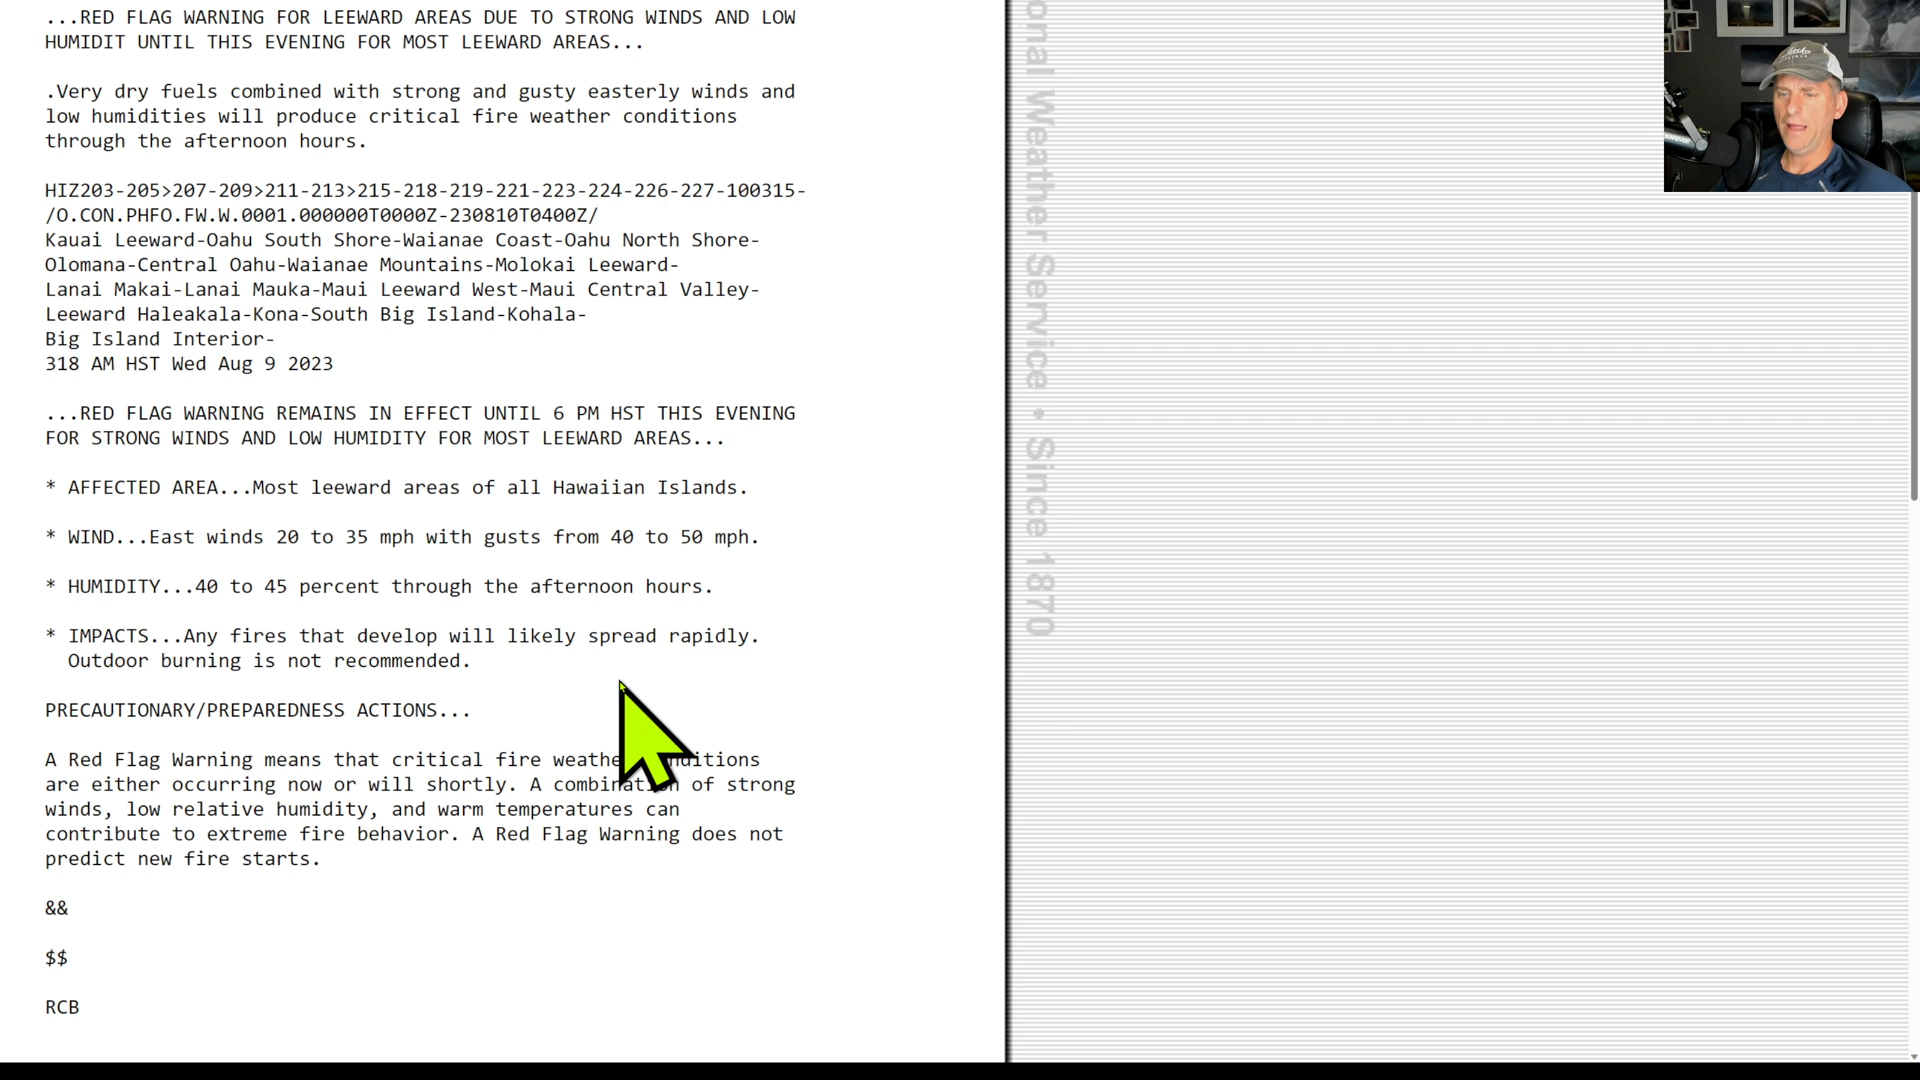 ...RED FLAG WARNING FOR LEEWARD AREAS DUE TO STRONG WINDS AND LOW
HUMIDIT UNTIL THIS EVENING FOR MOST LEEWARD AREAS...
.Very dry fuels combined with strong and gusty easterly winds and
low humidities will produce critical fire weather conditions
through the afternoon hours.
HIZ203-205>207-209>211-213>215-218-219-221-223-224-226-227-100315-
/O.CON.PHFO.FW.W.0001.000000T0000Z-230810T0400Z/
Kauai Leeward-Oahu South Shore-Waianae Coast-Oahu North Shore-
Olomana-Central Oahu-Waianae Mountains-Molokai Leeward-
Lanai Makai-Lanai Mauka-Maui Leeward West-Maui Central Valley-
Leeward Haleakala-Kona-South Big Island-Kohala-
Big Island Interior-
318 AM HST Wed Aug 9 2023
...RED FLAG WARNING REMAINS IN EFFECT UNTIL 6 PM HST THIS EVENING
FOR STRONG WINDS AND LOW HUMIDITY FOR MOST LEEWARD AREAS...
* AFFECTED AREA...Most leeward areas of all Hawaiian Islands.
* WIND...East winds 20 to 35 mph with gusts from 40 to 50 mph.
* HUMIDITY...40 to 45 percent through the afternoon hours.
* IMPACTS...Any fires that develop will likely spread rapidly.
Outdoor burning is not recommended.
PRECAUTIONARY/PREPAREDNESS ACTIONS...
A Red Flag Warning means that critical fire weathe nditions
are either occurring now or will shortly. A combination of strong
winds, low relative humidity, and warm temperatures can
contribute to extreme fire behavior. A Red Flag Warning does not
predict new fire starts.
&&
$$
RCB
onal Weather Service • Since 1870
Alaska